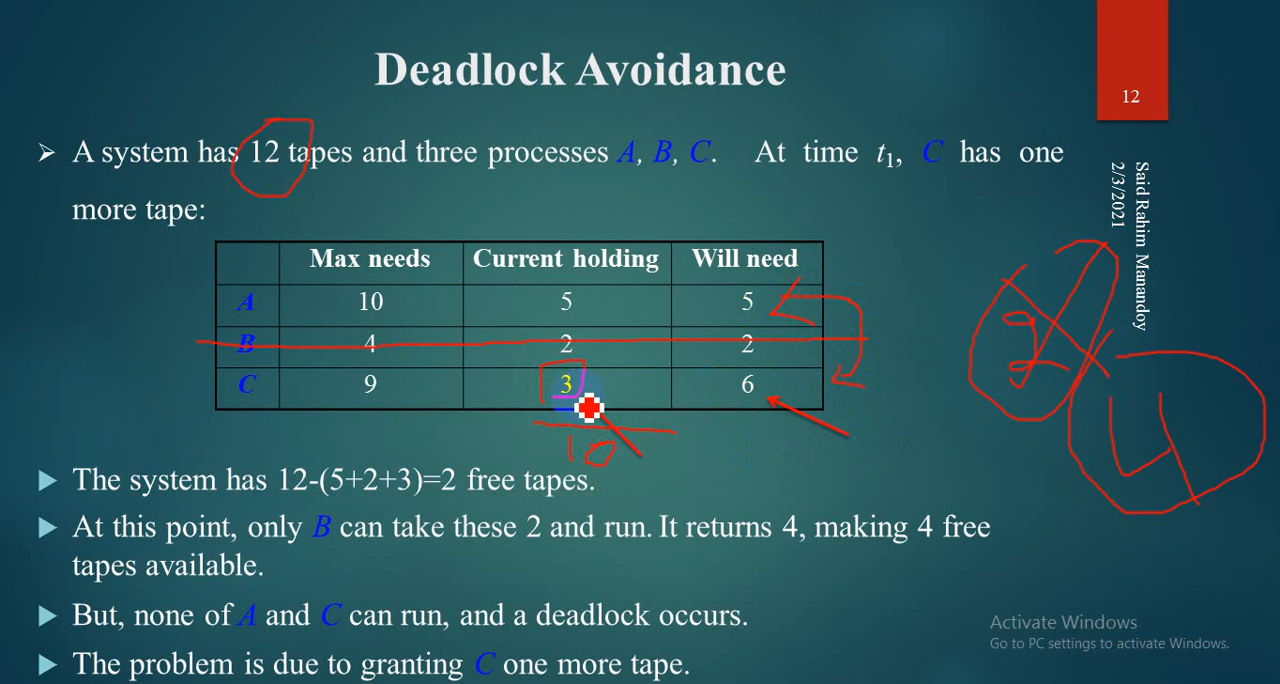 Deadlock Avoidance
12
➢ A system has 12 tapes and three processes A, B, C. At time t₁, C has one
more tape:
Said Rahim Manandoy
2/3/2021
Max needs Current holding Will need
A 10 5 5
B 4 2 2
C 9 3 6
10
2
4
The system has 12-(5+2+3)=2 free tapes.
At this point, only B can take these 2 and run. It returns 4, making 4 free
tapes available.
But, none of A and C can run, and a deadlock occurs.
The problem is due to granting C one more tape.
Activate Windows
Go to PC settings to activate Windows.